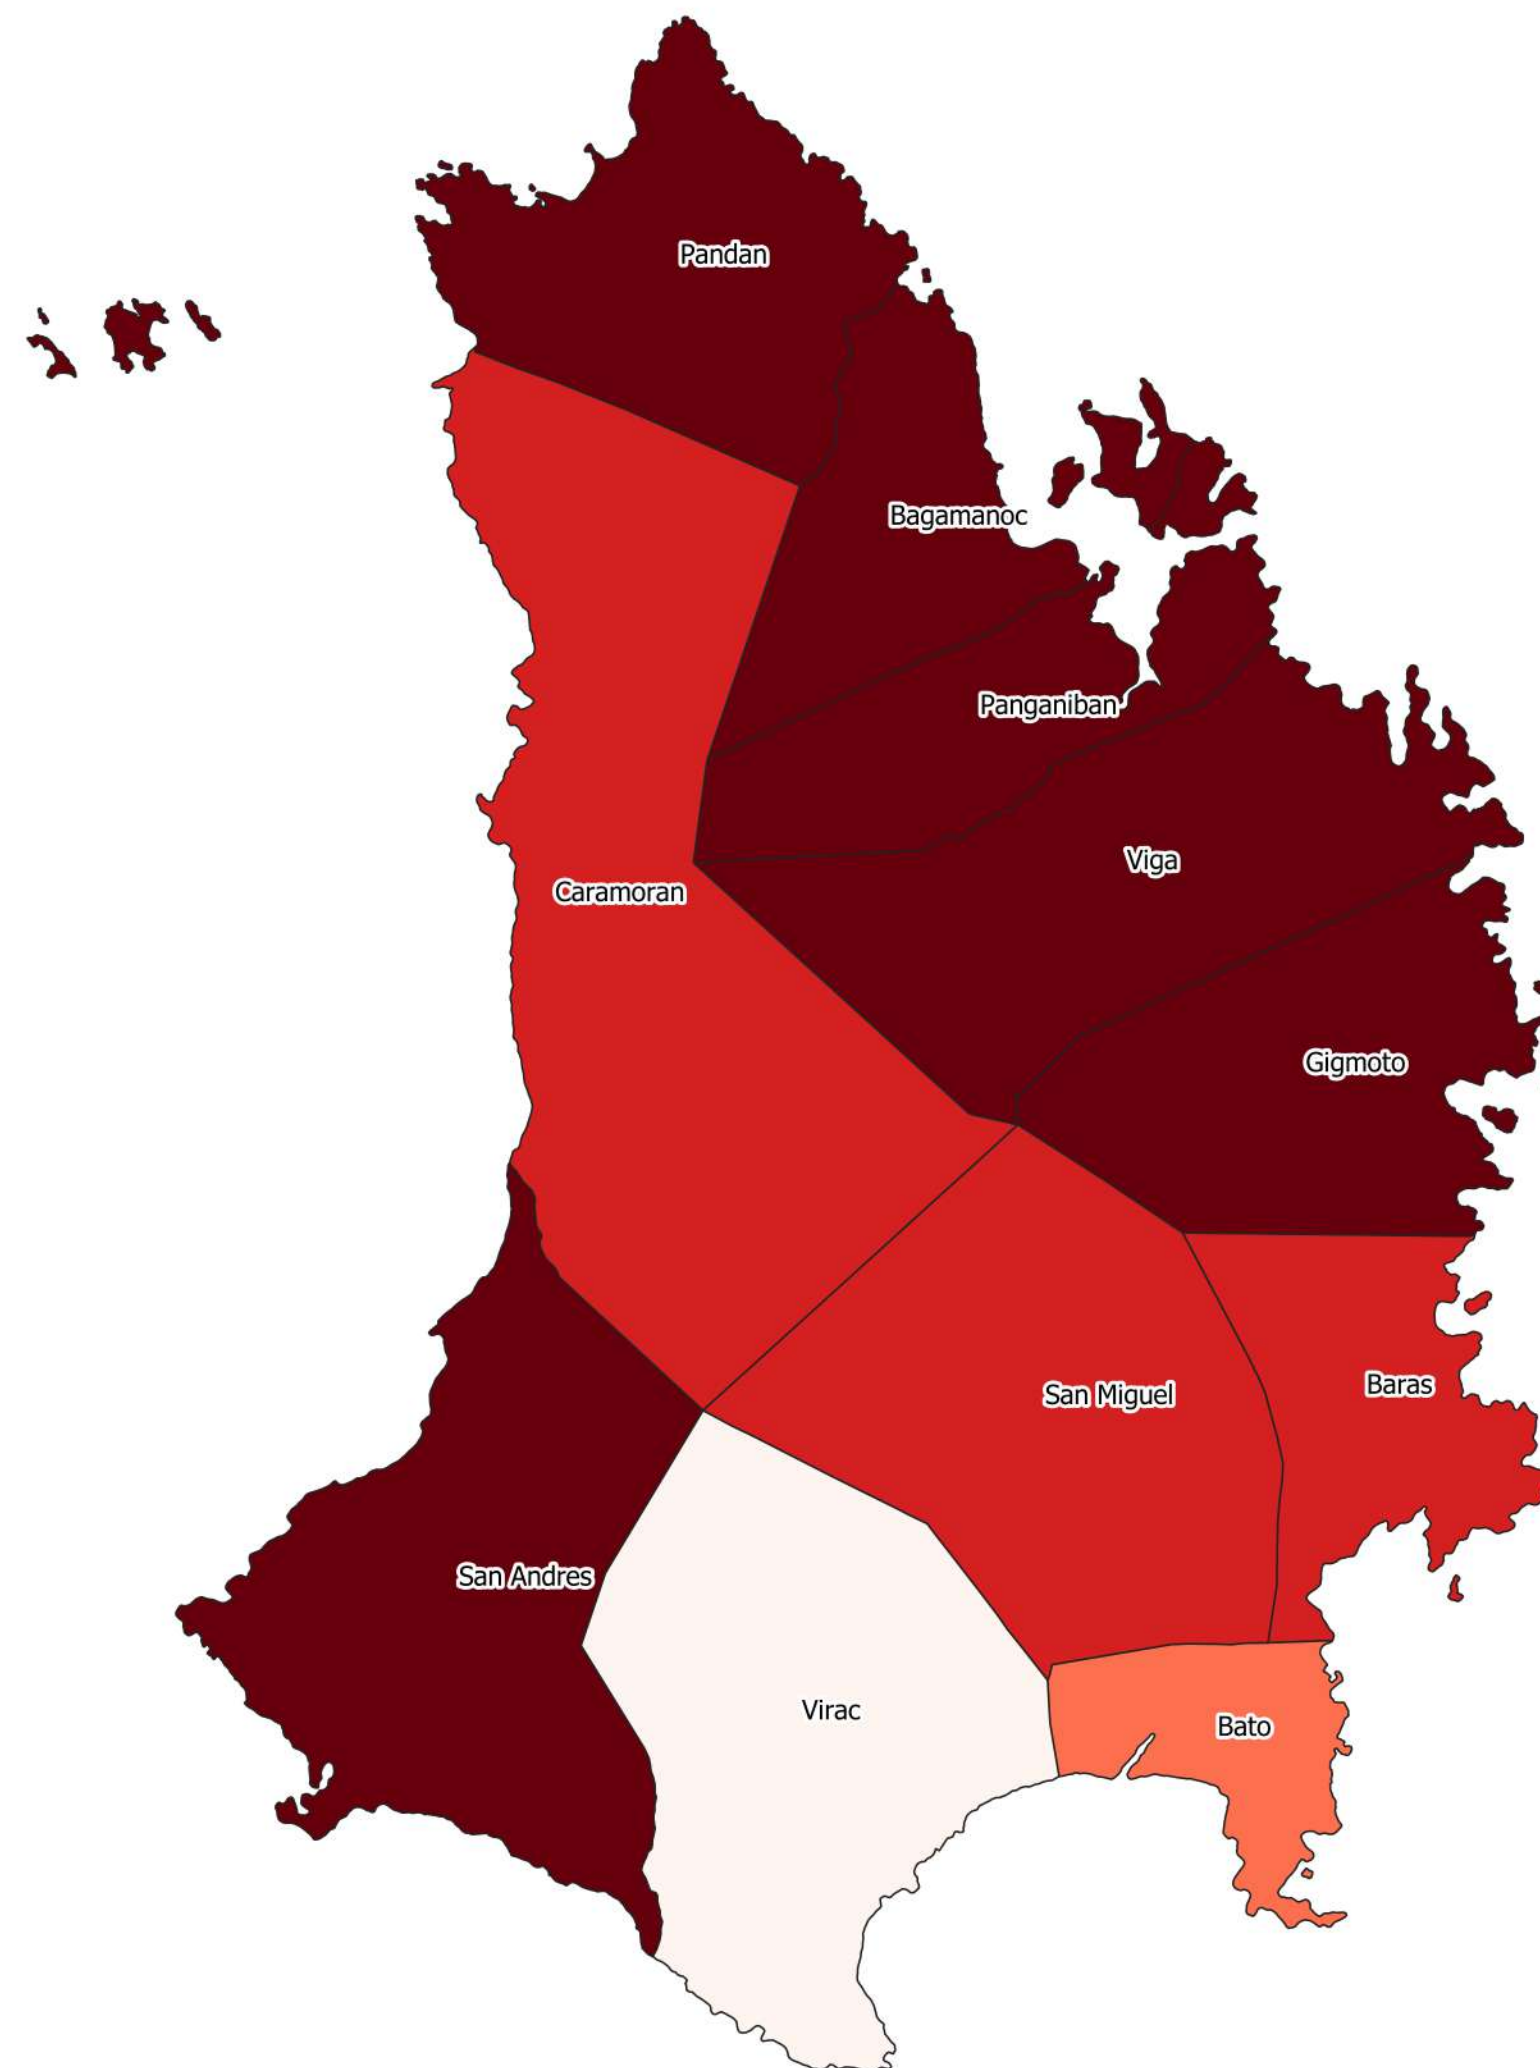 Pandan
Bagamanoc
Panganiban
Viga
Caramoran
Gigmoto
San Miguel
Baras
San Andres
Virac
Bato